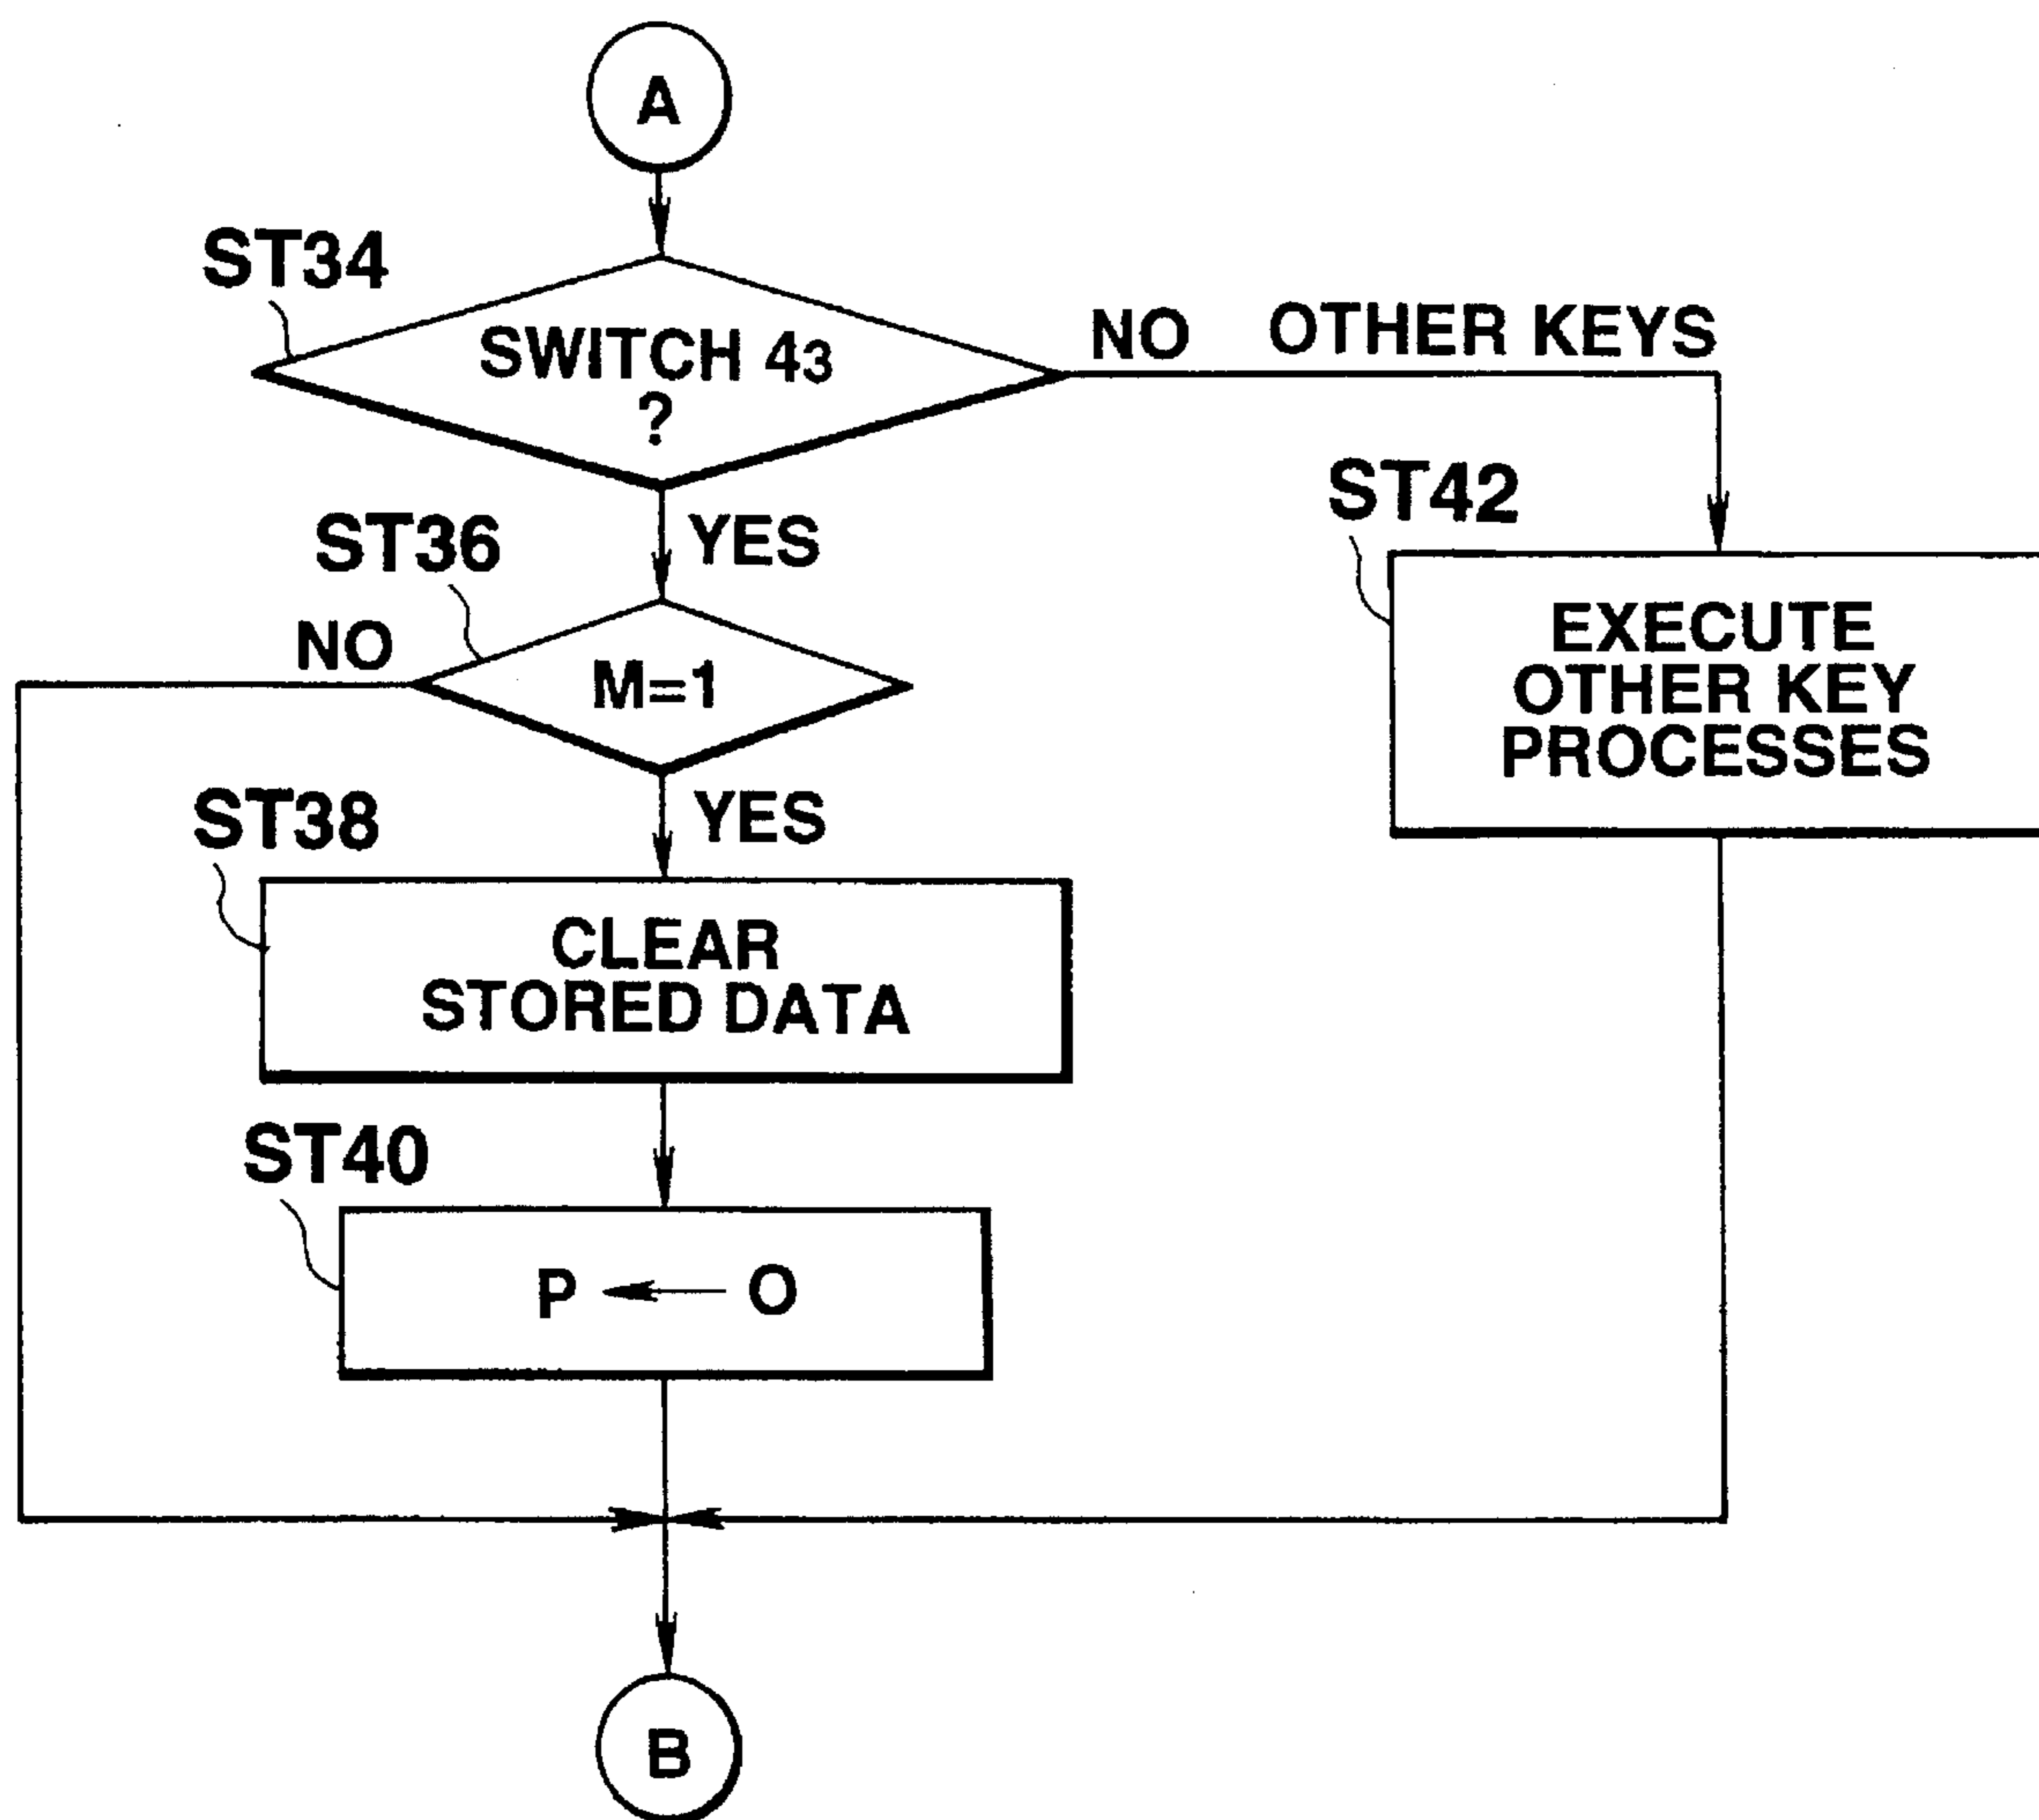 A
ST34
SWITCH 43
?
NO OTHER KEYS
YES
ST42
EXECUTE
OTHER KEY
PROCESSES
ST36
NO
M=1
YES
ST38
CLEAR
STORED DATA
ST40
P ← O
B